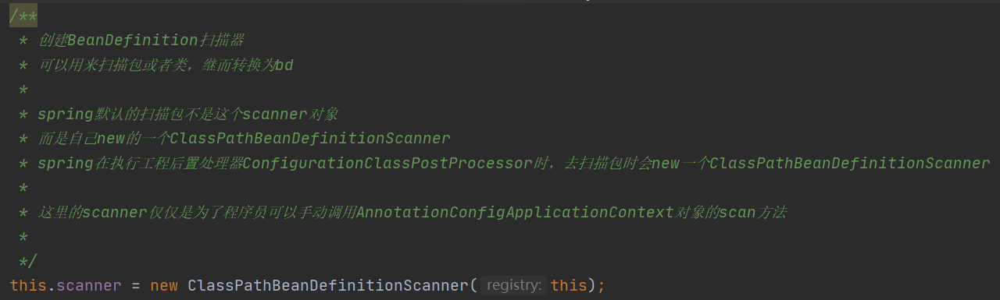 /**
* 创建BeanDefinition扫描器
* 可以用来扫描包或者类，继而转换为bd
*
* spring默认的扫描包不是这个scanner对象
* 而是自己new的一个ClassPathBeanDefinitionScanner
* spring在执行工程后置处理器ConfigurationClassPostProcessor时，去扫描包时会new一个ClassPathBeanDefinitionScanner
*
* 这里的scanner仅仅是为了程序员可以手动调用AnnotationConfigApplicationContext对象的scan方法
*
*/
this.scanner = new ClassPathBeanDefinitionScanner( registry: this);